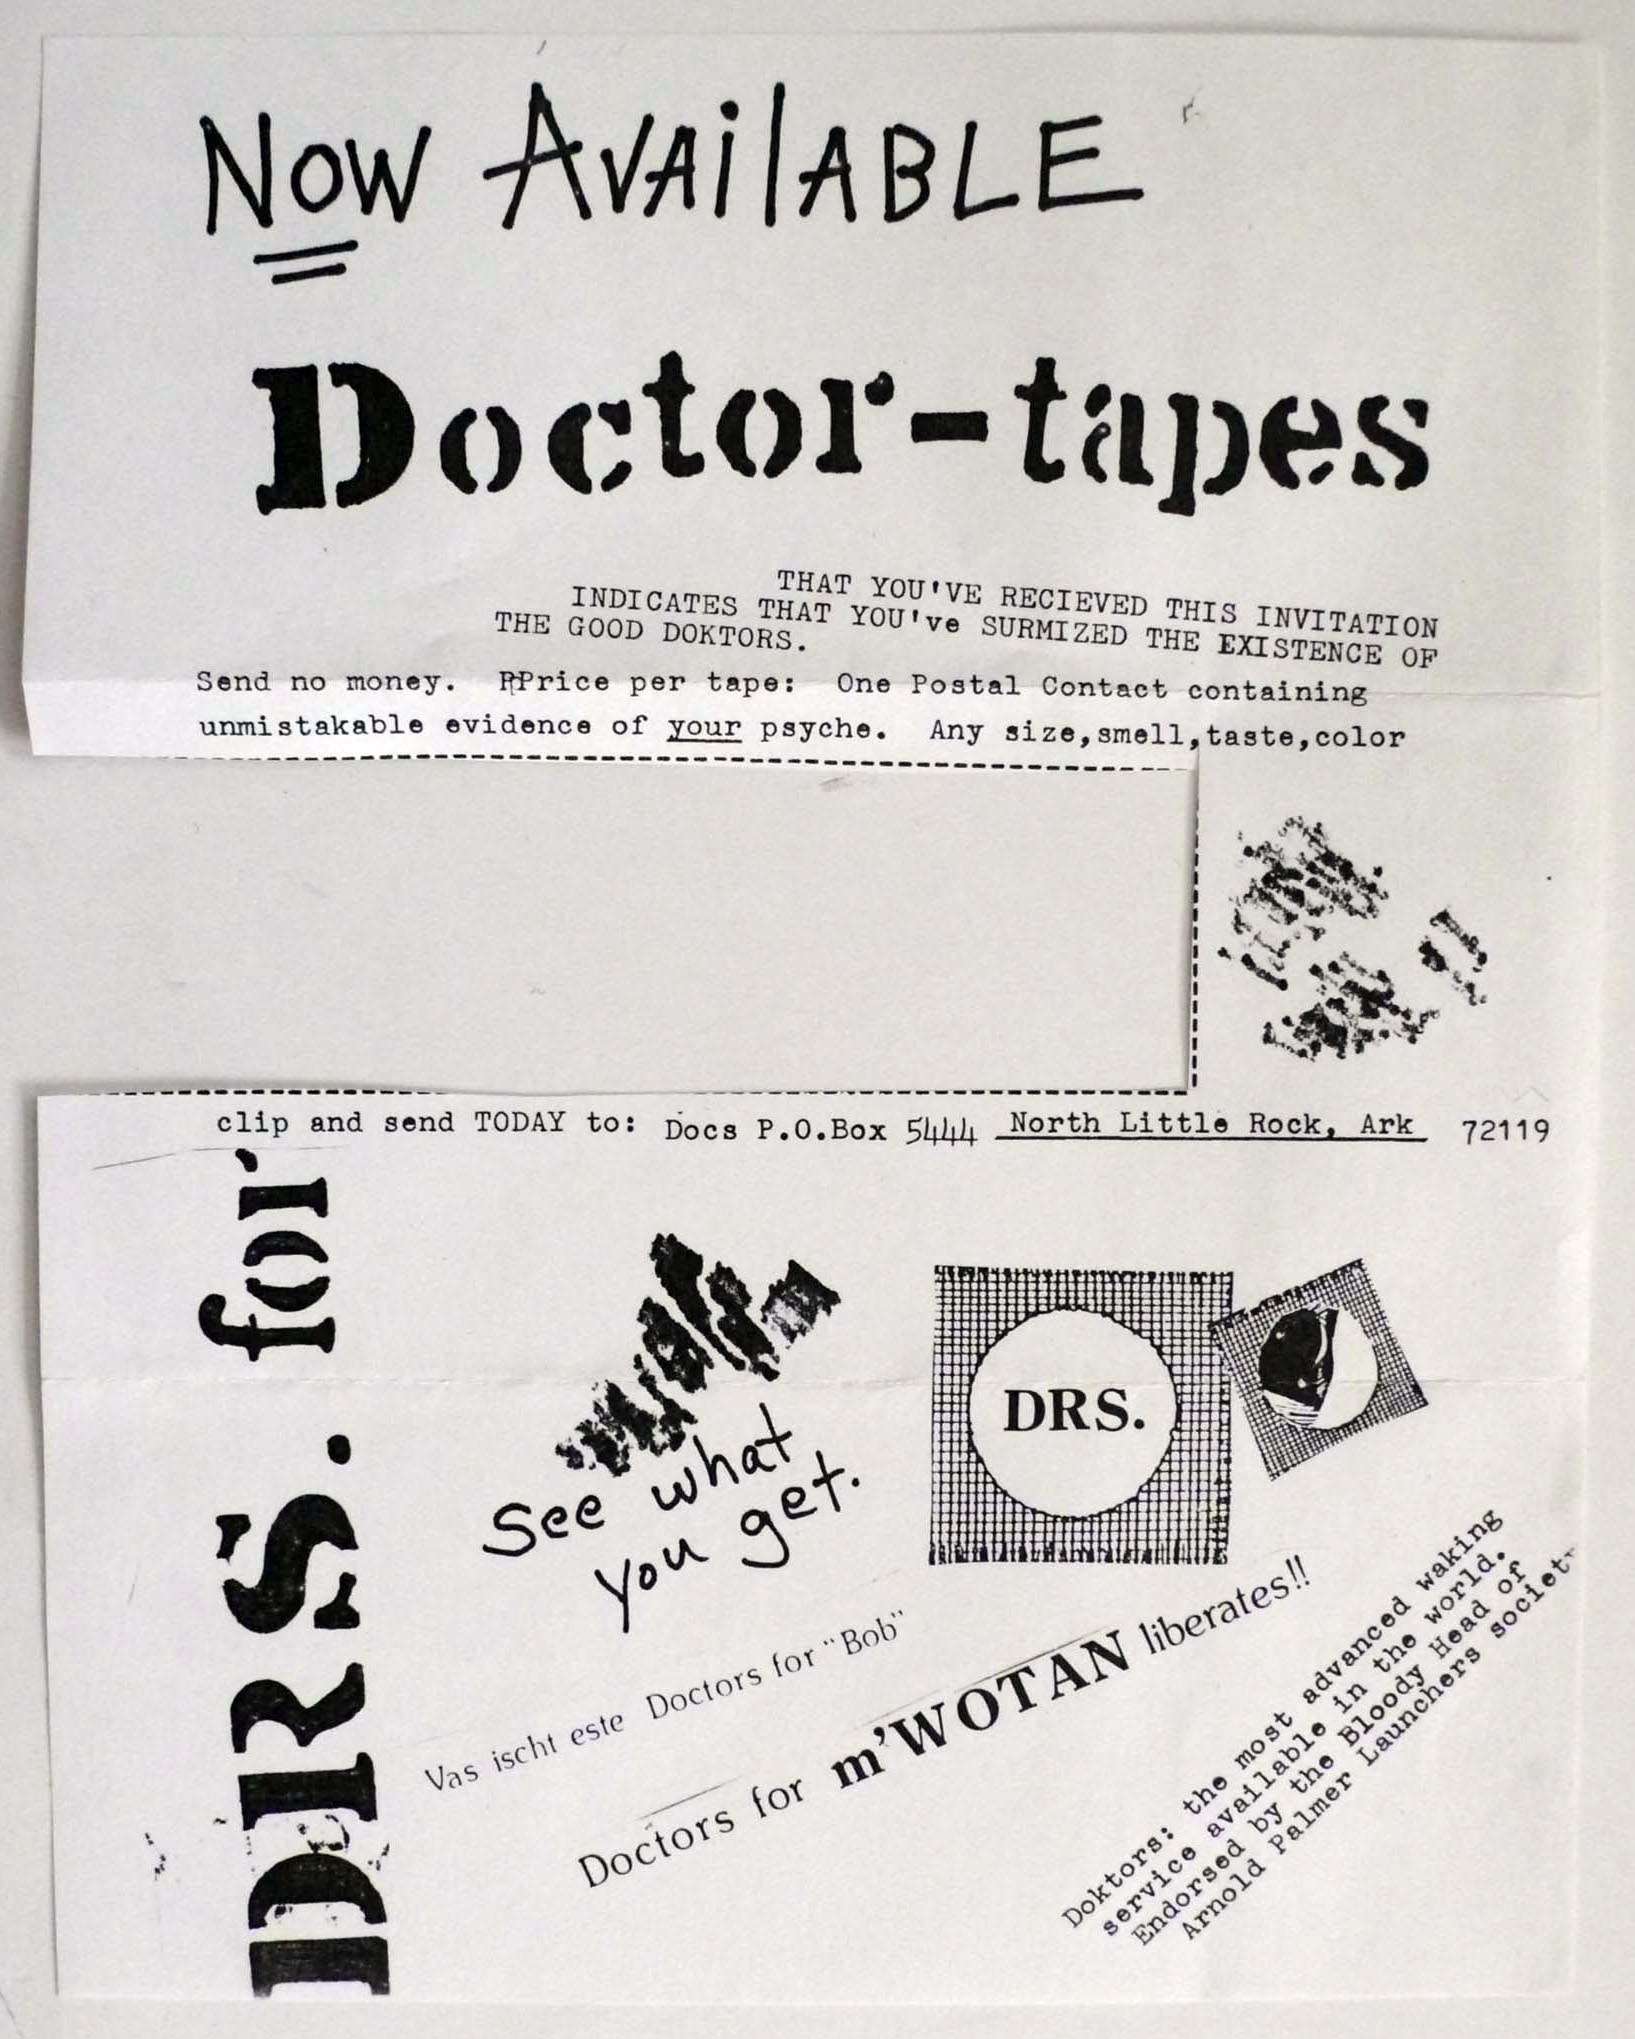 Now AVAilABLE
Doctor-tapes
THAT YOU'VE RECIEVED THIS INVITATION
INDICATES THAT YOU've SURMIZED THE EXISTENCE OF
THE GOOD DOKTORS.
Send no money. PPrice per tape: One Postal Contact containing
unmistakable evidence of your psyche. Any size,smell,taste,color
clip and send TODAY to: Docs P.O.Box 5444 North Little Rock, Ark 72119
DRS. for
See what
you get.
DRS.
Vas ischt este Doctors for "Bob"
Doctors for m'WOTAN liberates!!
Doktors: the most advanced waking
service available in the world.
Endorsed by the Bloody Head of
Arnold Palmer Launchers society